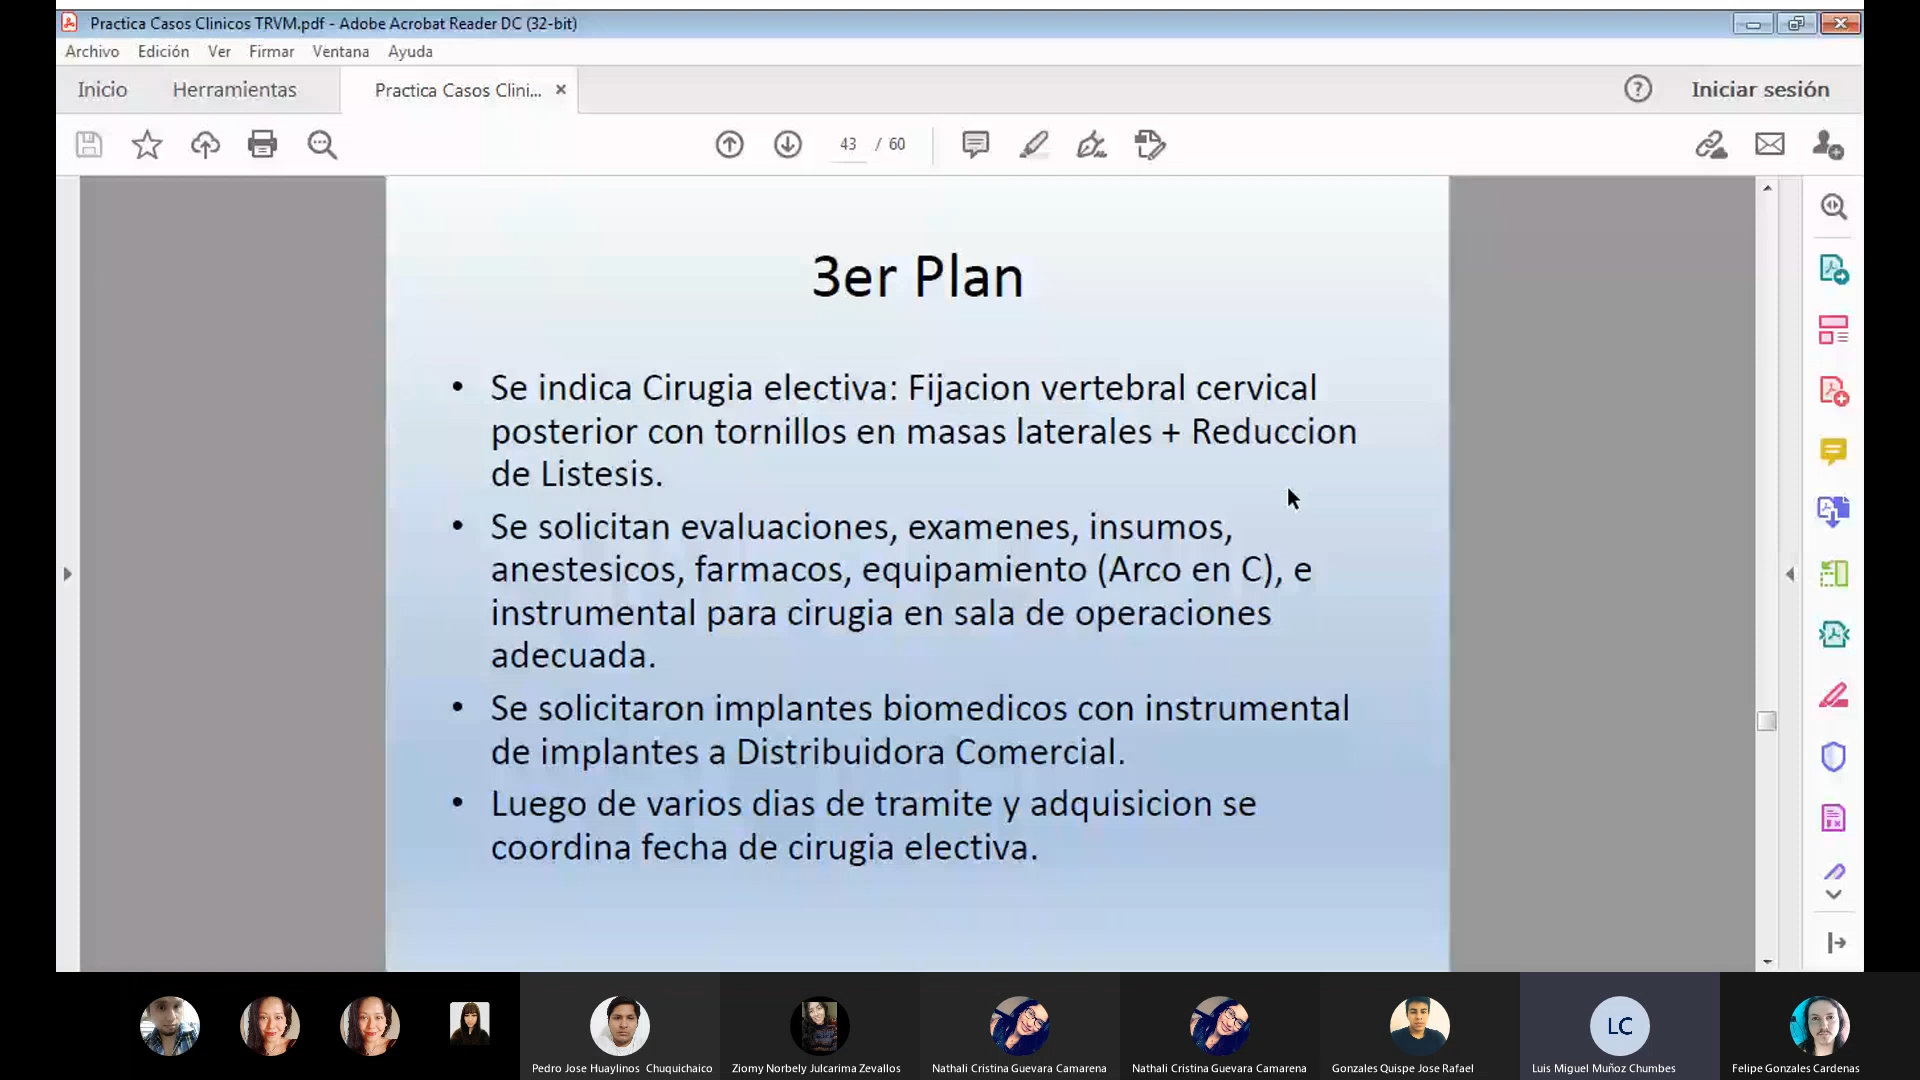 Practica Casos Clinicos TRVM.pdf - Adobe Acrobat Reader DC (32-bit)
Archivo Edición Ver Firmar Ventana Ayuda
Inicio Herramientas Practica Casos Clini... × ? Iniciar sesión
43 / 60
3er Plan
• Se indica Cirugia electiva: Fijacion vertebral cervical
posterior con tornillos en masas laterales + Reduccion
de Listesis.
• Se solicitan evaluaciones, examenes, insumos,
anestesicos, farmacos, equipamiento (Arco en C), e
instrumental para cirugia en sala de operaciones
adecuada.
• Se solicitaron implantes biomedicos con instrumental
de implantes a Distribuidora Comercial.
• Luego de varios dias de tramite y adquisicion se
coordina fecha de cirugia electiva.
LC
Pedro Jose Huaylinos Chuquichaico
Ziomy Norbely Julcarima Zevallos
Nathali Cristina Guevara Camarena
Nathali Cristina Guevara Camarena
Gonzales Quispe Jose Rafael
Luis Miguel Muñoz Chumbes
Felipe Gonzales Cardenas